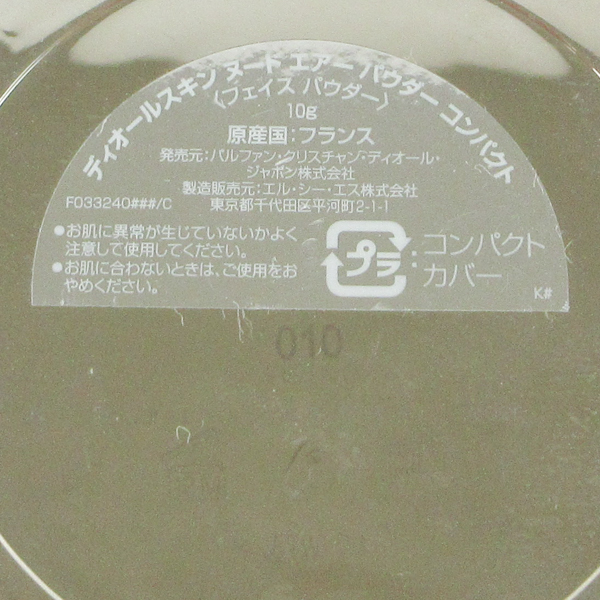 ディオールスキン ヌード エアー パウダー コンパクト
〈フェイス パウダー〉
10g
原産国：フランス
発売元：パルファン・クリスチャン・ディオール・
ジャポン株式会社
製造販売元：エル・シー・エス株式会社
F033240###/C 東京都千代田区平河町2-1-1
●お肌に異常が生じていないかよく
注意して使用してください。
●お肌に合わないときは、ご使用をお
やめください。
プラ：コンパクト
カバー
K#
010